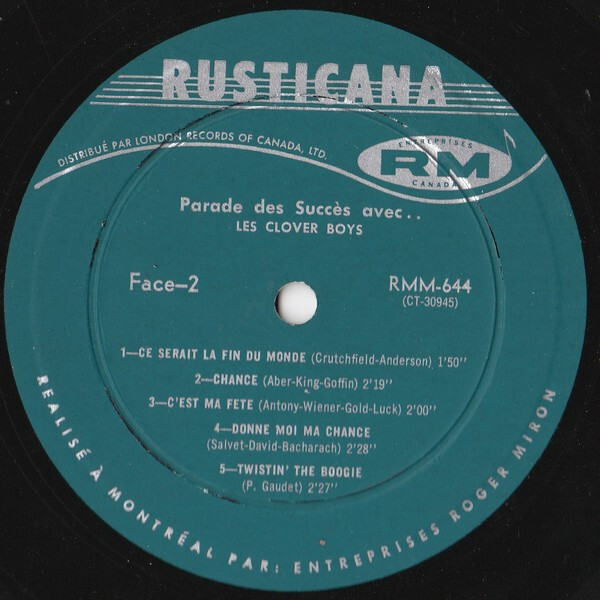 RUSTICANA
DISTRIBUÉ PAR LONDON RECORDS OF CANADA, LTD.
ENTREPRISES
RM
CANADA
Parade des Succès avec..
LES CLOVER BOYS
Face—2
RMM-644
(CT-30945)
1—CE SERAIT LA FIN DU MONDE (Crutchfield-Anderson) 1'50''
2—CHANCE (Aber-King-Goffin) 2'19''
3—C'EST MA FETE (Antony-Wiener-Gold-Luck) 2'00''
4—DONNE MOI MA CHANCE
(Salvet-David-Bacharach) 2'28''
5—TWISTIN' THE BOOGIE
(P. Gaudet) 2'27''
REALISÉ À MONTRÉAL PAR: ENTREPRISES ROGER MIRON